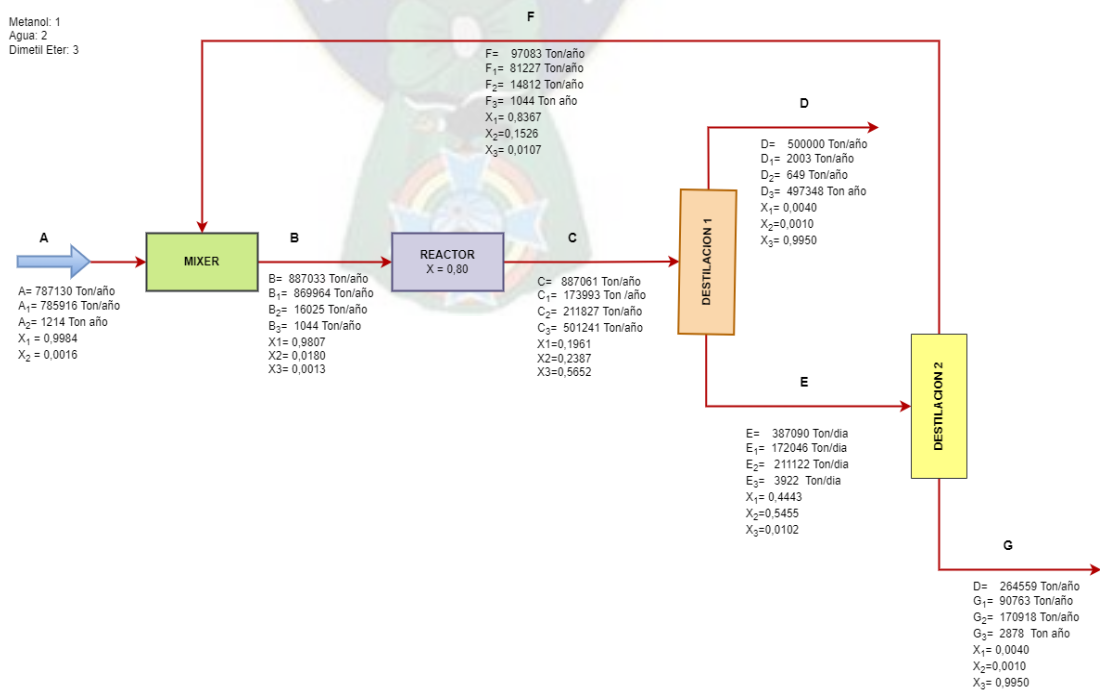 Metanol: 1
Agua: 2
Dimetil Eter: 3
F
F= 97083 Ton/año
F₁= 81227 Ton/año
F₂= 14812 Ton/año
F₃= 1044 Ton año
X₁= 0,8367
X₂=0,1526
X₃= 0,0107
D
D= 500000 Ton/año
D₁= 2003 Ton/año
D₂= 649 Ton/año
D₃= 497348 Ton año
X₁= 0,0040
X₂=0,0010
X₃= 0,9950
A
MIXER
A= 787130 Ton/año
A₁= 785916 Ton/año
A₂= 1214 Ton año
X₁ = 0,9984
X₂ = 0,0016
B
B= 887033 Ton/año
B₁= 869964 Ton/año
B₂= 16025 Ton/año
B₃= 1044 Ton/año
X1= 0,9807
X2= 0,0180
X3= 0,0013
REACTOR
X = 0,80
C
C= 887061 Ton/año
C₁= 173993 Ton /año
C₂= 211827 Ton/año
C₃= 501241 Ton/año
X1=0,1961
X2=0,2387
X3=0,5652
DESTILACION 1
E
E= 387090 Ton/dia
E₁= 172046 Ton/dia
E₂= 211122 Ton/dia
E₃= 3922 Ton/dia
X₁= 0,4443
X₂=0,5455
X₃=0,0102
DESTILACION 2
G
D= 264559 Ton/año
G₁= 90763 Ton/año
G₂= 170918 Ton/año
G₃= 2878 Ton año
X₁= 0,0040
X₂=0,0010
X₃= 0,9950